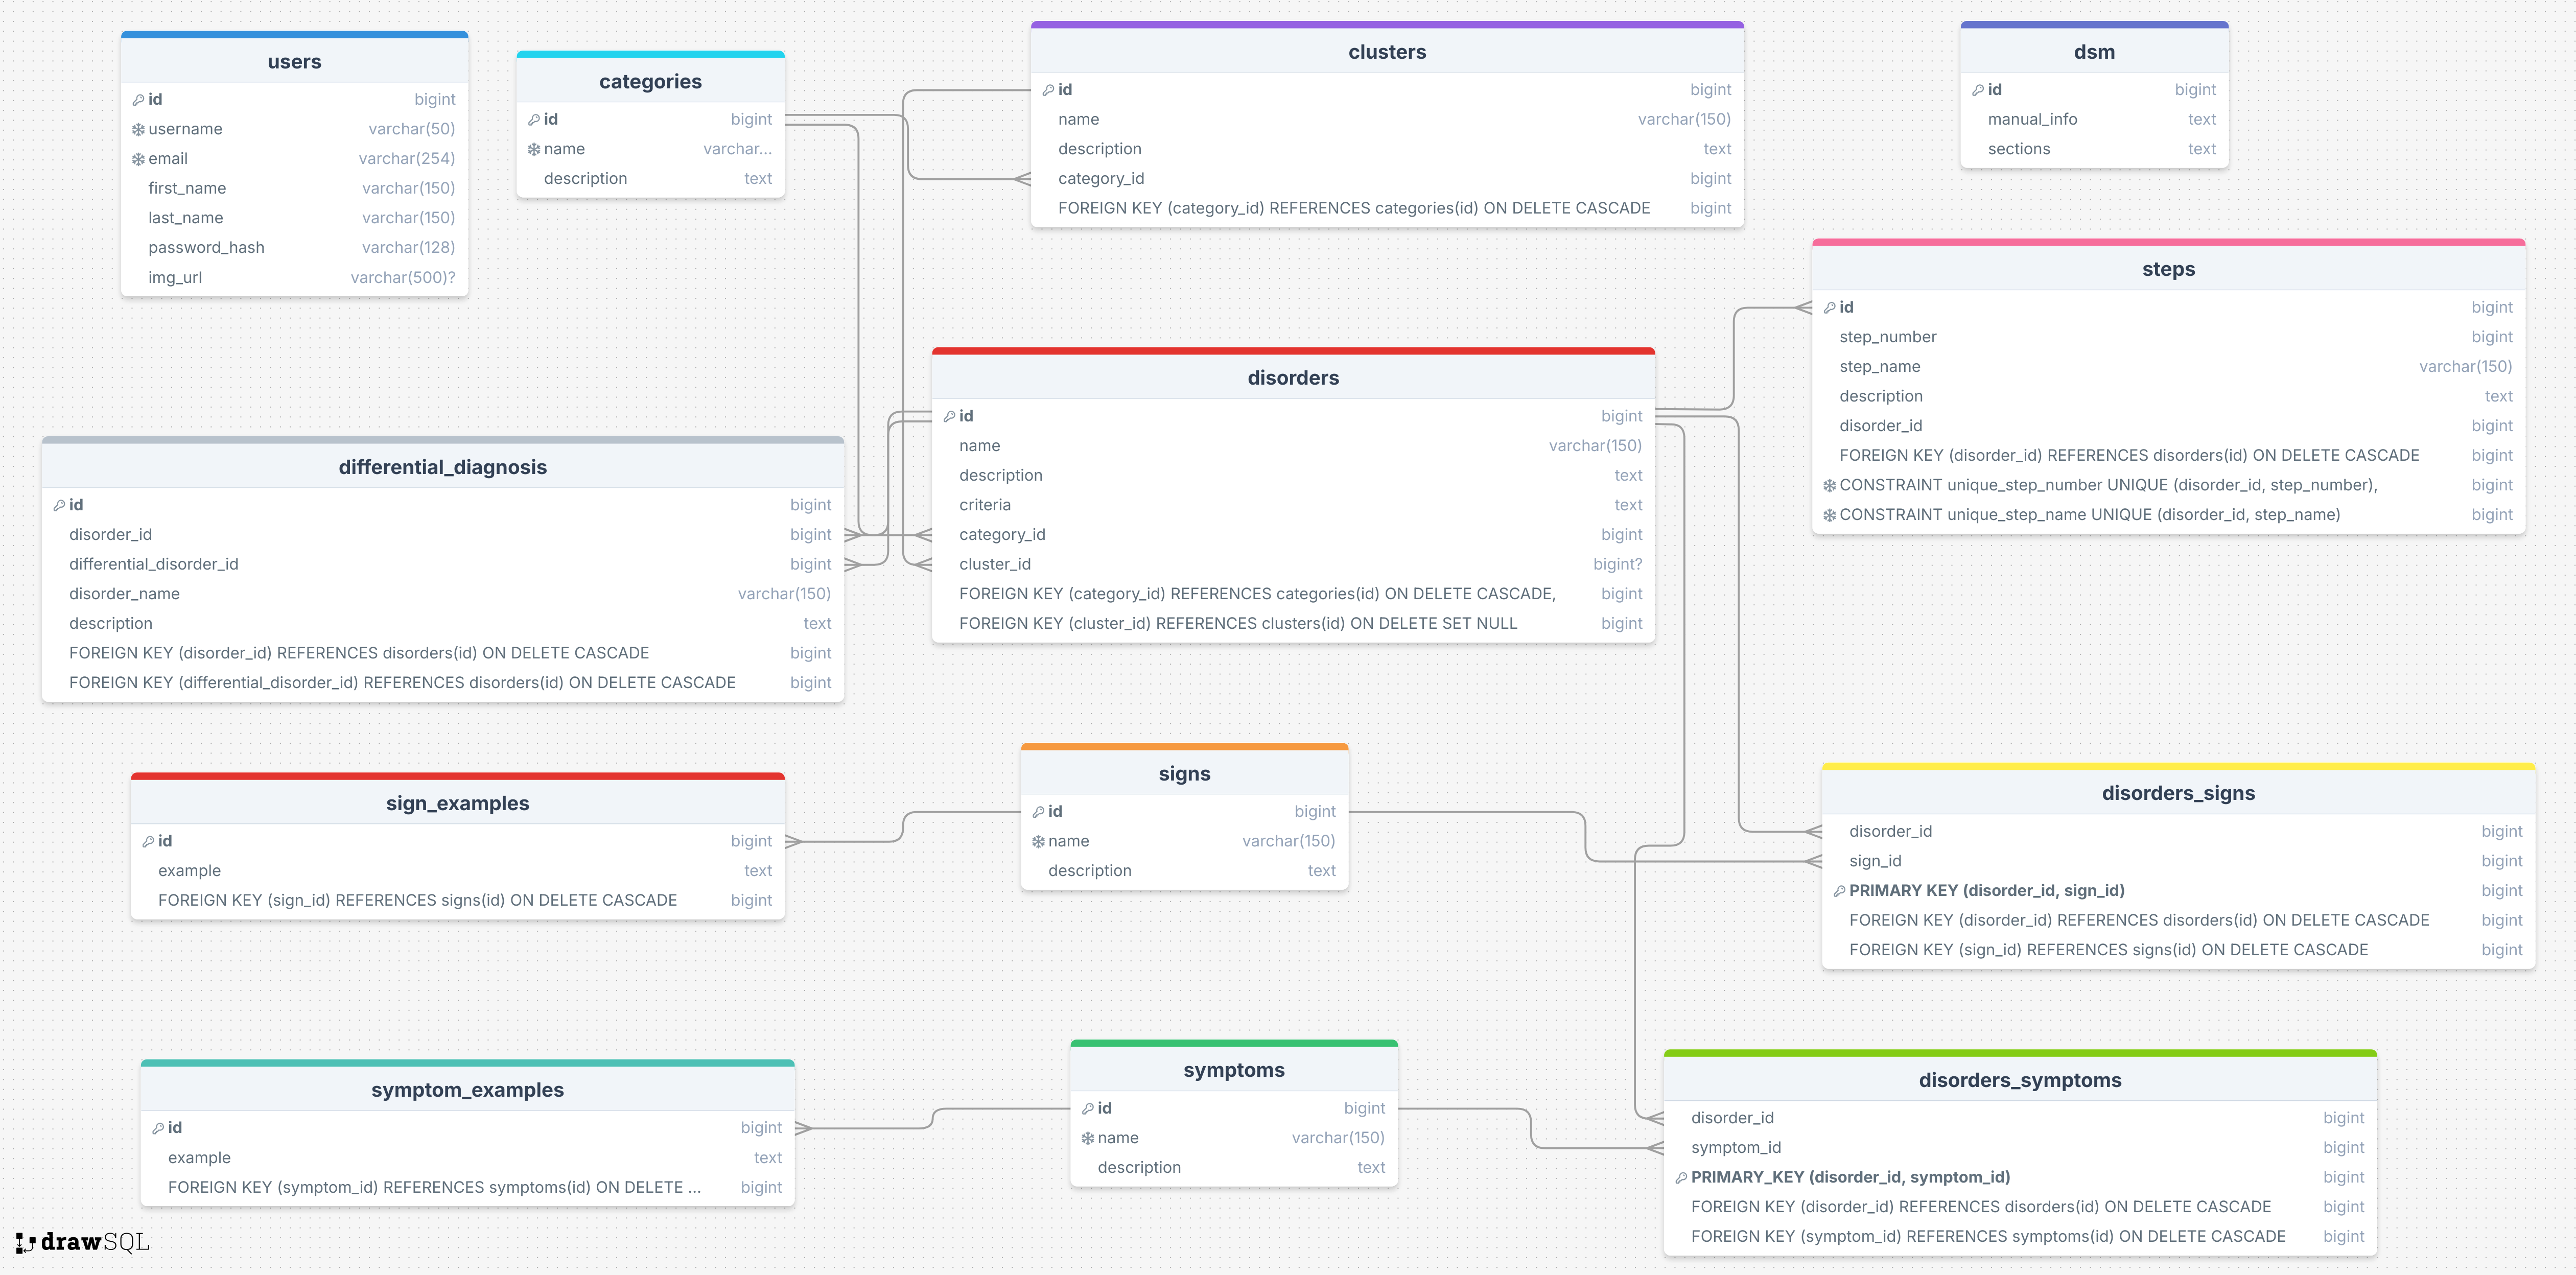 users
id bigint
username varchar(50)
email varchar(254)
first_name varchar(150)
last_name varchar(150)
password_hash varchar(128)
img_url varchar(500)?
categories
id bigint
name varchar...
description text
clusters
id bigint
name varchar(150)
description text
category_id bigint
FOREIGN KEY (category_id) REFERENCES categories(id) ON DELETE CASCADE bigint
dsm
id bigint
manual_info text
sections text
steps
id bigint
step_number bigint
step_name varchar(150)
description text
disorder_id bigint
FOREIGN KEY (disorder_id) REFERENCES disorders(id) ON DELETE CASCADE bigint
CONSTRAINT unique_step_number UNIQUE (disorder_id, step_number), bigint
CONSTRAINT unique_step_name UNIQUE (disorder_id, step_name) bigint
disorders
id bigint
name varchar(150)
description text
criteria text
category_id bigint
cluster_id bigint?
FOREIGN KEY (category_id) REFERENCES categories(id) ON DELETE CASCADE, bigint
FOREIGN KEY (cluster_id) REFERENCES clusters(id) ON DELETE SET NULL bigint
differential_diagnosis
id bigint
disorder_id bigint
differential_disorder_id bigint
disorder_name varchar(150)
description text
FOREIGN KEY (disorder_id) REFERENCES disorders(id) ON DELETE CASCADE bigint
FOREIGN KEY (differential_disorder_id) REFERENCES disorders(id) ON DELETE CASCADE bigint
sign_examples
id bigint
example text
FOREIGN KEY (sign_id) REFERENCES signs(id) ON DELETE CASCADE bigint
signs
id bigint
name varchar(150)
description text
disorders_signs
disorder_id bigint
sign_id bigint
PRIMARY KEY (disorder_id, sign_id) bigint
FOREIGN KEY (disorder_id) REFERENCES disorders(id) ON DELETE CASCADE bigint
FOREIGN KEY (sign_id) REFERENCES signs(id) ON DELETE CASCADE bigint
symptom_examples
id bigint
example text
FOREIGN KEY (symptom_id) REFERENCES symptoms(id) ON DELETE ... bigint
symptoms
id bigint
name varchar(150)
description text
disorders_symptoms
disorder_id bigint
symptom_id bigint
PRIMARY_KEY (disorder_id, symptom_id) bigint
FOREIGN KEY (disorder_id) REFERENCES disorders(id) ON DELETE CASCADE bigint
FOREIGN KEY (symptom_id) REFERENCES symptoms(id) ON DELETE CASCADE bigint
drawSQL